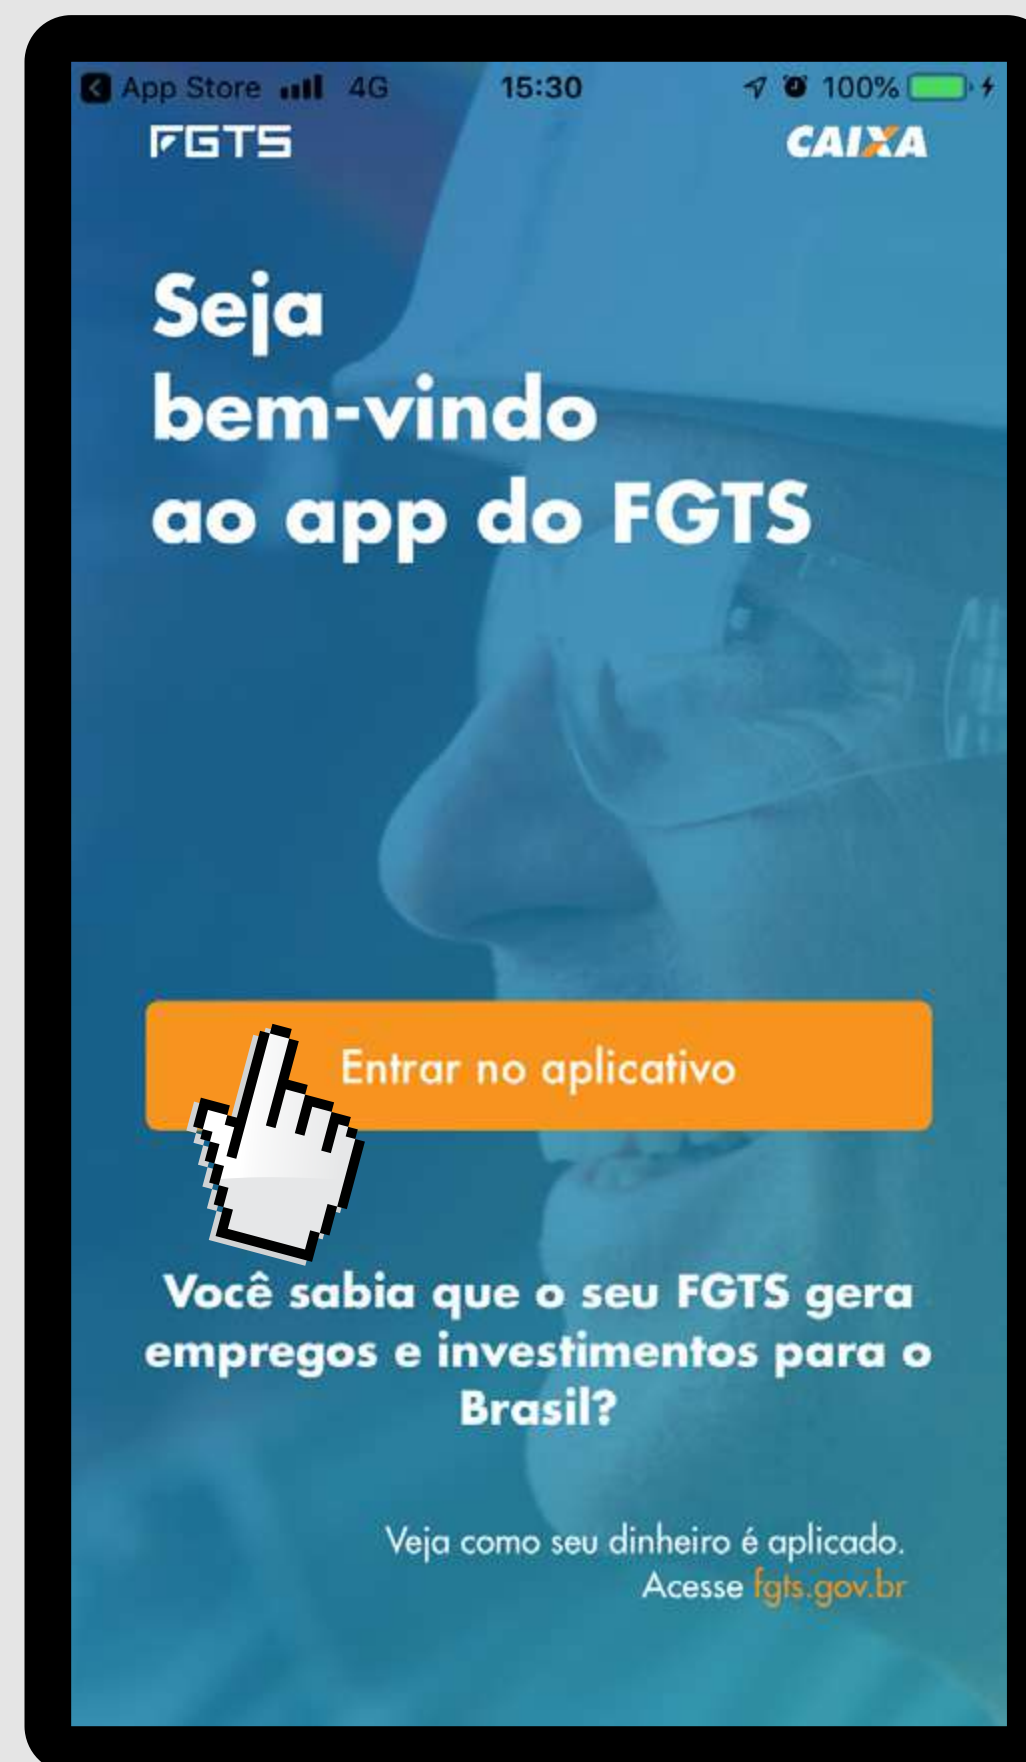 App Store 4G 15:30 100%
FGTS CAIXA
Seja
bem-vindo
ao app do FGTS
Entrar no aplicativo
Você sabia que o seu FGTS gera
empregos e investimentos para o
Brasil?
Veja como seu dinheiro é aplicado.
Acesse fgts.gov.br